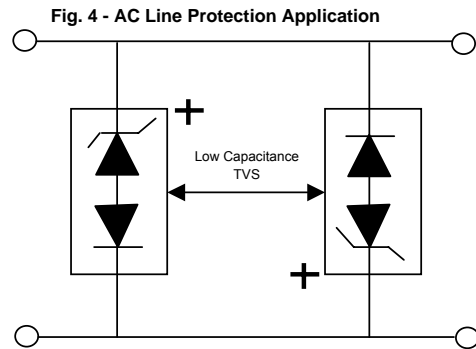 Fig. 4 - AC Line Protection Application
+
Low Capacitance
TVS
+